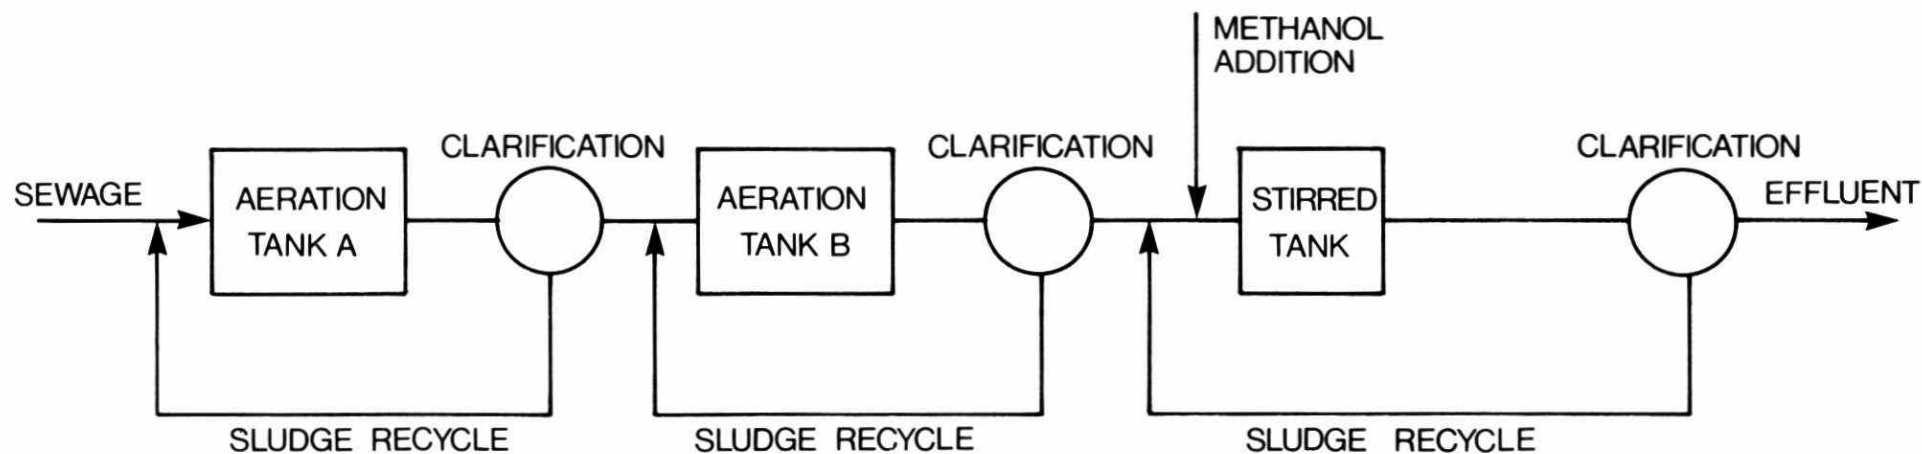 METHANOL
ADDITION
CLARIFICATION
CLARIFICATION
CLARIFICATION
SEWAGE
AERATION
TANK A
AERATION
TANK B
STIRRED
TANK
EFFLUENT
SLUDGE RECYCLE
SLUDGE RECYCLE
SLUDGE RECYCLE